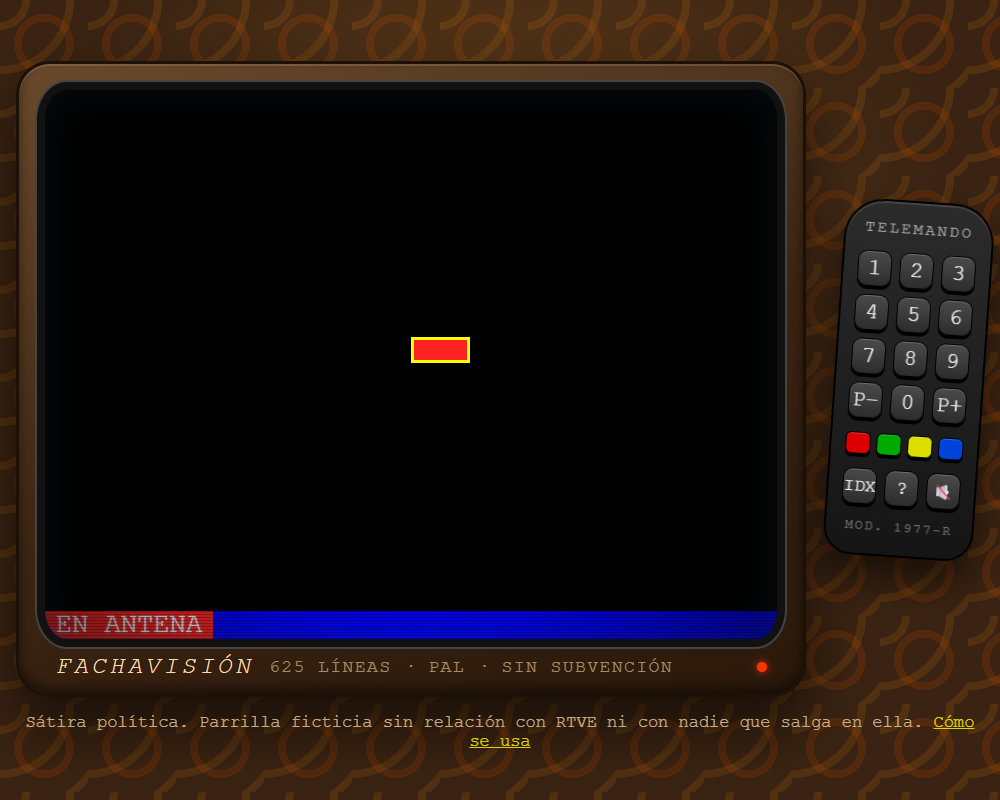 TELEMANDO
1 2 3
4 5 6
7 8 9
P− 0 P+
IDX ?
MOD. 1977-R
EN ANTENA
FACHAVISIÓN 625 LÍNEAS · PAL · SIN SUBVENCIÓN
Sátira política. Parrilla ficticia sin relación con RTVE ni con nadie que salga en ella. Cómo
se usa